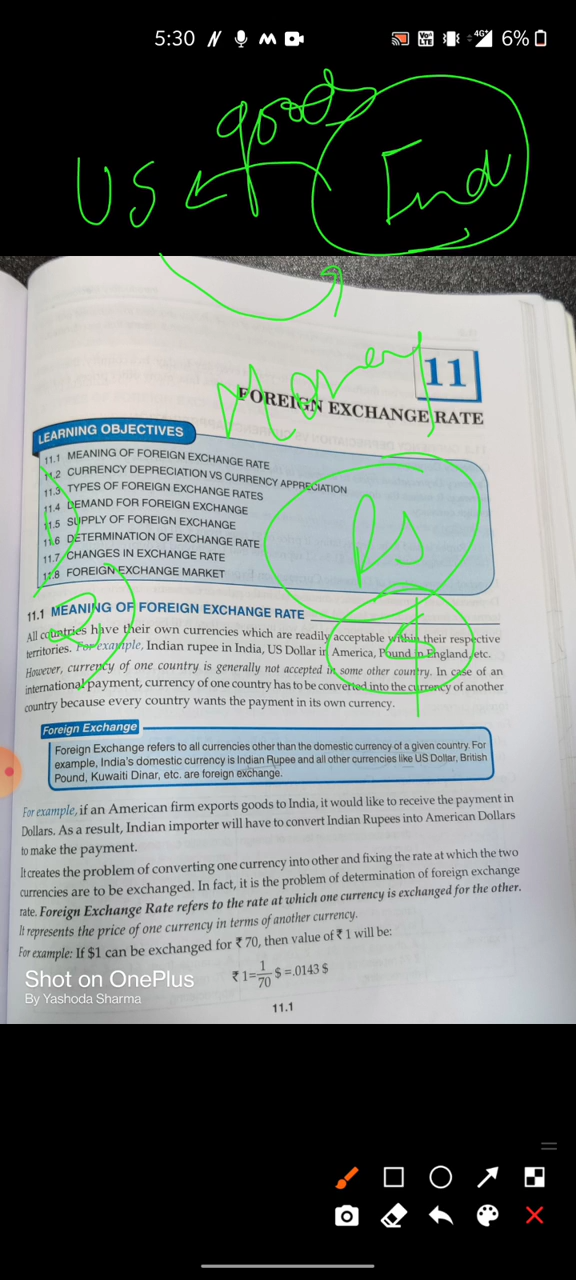 5:30
Vo)) LTE
4G+
6%
good
US
Ind
Money
11
FOREIGN EXCHANGE RATE
LEARNING OBJECTIVES
11.1 MEANING OF FOREIGN EXCHANGE RATE
11.2 CURRENCY DEPRECIATION VS CURRENCY APPRECIATION
11.3 TYPES OF FOREIGN EXCHANGE RATES
11.4 DEMAND FOR FOREIGN EXCHANGE
11.5 SUPPLY OF FOREIGN EXCHANGE
11.6 DETERMINATION OF EXCHANGE RATE
11.7 CHANGES IN EXCHANGE RATE
11.8 FOREIGN EXCHANGE MARKET
Rs
$
11.1 MEANING OF FOREIGN EXCHANGE RATE
All countries have their own currencies which are readily acceptable within their respective
territories. For example, Indian rupee in India, US Dollar in America, Pound in England, etc.
However, currency of one country is generally not accepted in some other country. In case of an
international payment, currency of one country has to be converted into the currency of another
country because every country wants the payment in its own currency.
Foreign Exchange
Foreign Exchange refers to all currencies other than the domestic currency of a given country. For
example, India's domestic currency is Indian Rupee and all other currencies like US Dollar, British
Pound, Kuwaiti Dinar, etc. are foreign exchange.
For example, if an American firm exports goods to India, it would like to receive the payment in
Dollars. As a result, Indian importer will have to convert Indian Rupees into American Dollars
to make the payment.
It creates the problem of converting one currency into other and fixing the rate at which the two
currencies are to be exchanged. In fact, it is the problem of determination of foreign exchange
rate. Foreign Exchange Rate refers to the rate at which one currency is exchanged for the other.
It represents the price of one currency in terms of another currency.
For example: If $1 can be exchanged for ₹ 70, then value of ₹ 1 will be:
₹ 1=1/70 $ =.0143 $
Shot on OnePlus
By Yashoda Sharma
11.1